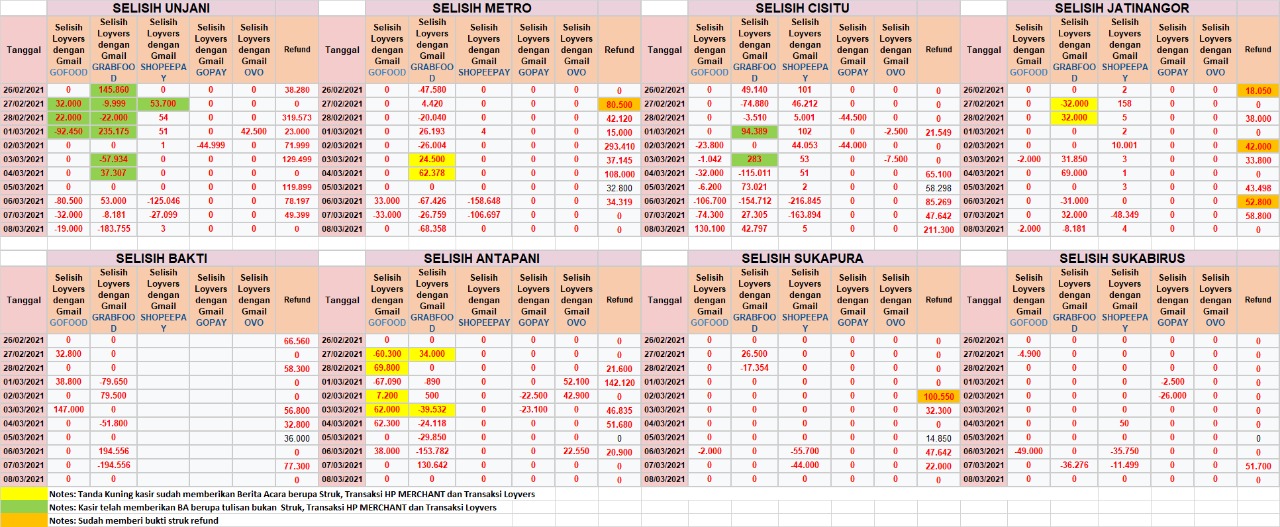 SELISIH UNJANI SELISIH METRO SELISIH CISITU SELISIH JATINANGOR
Tanggal Selisih Loyvers dengan Gmail GOFOOD Selisih Loyvers dengan Gmail GRABFOOD Selisih Loyvers dengan Gmail SHOPEEPAY Selisih Loyvers dengan Gmail GOPAY Selisih Loyvers dengan Gmail OVO Refund Tanggal Selisih Loyvers dengan Gmail GOFOOD Selisih Loyvers dengan Gmail GRABFOOD Selisih Loyvers dengan Gmail SHOPEEPAY Selisih Loyvers dengan Gmail GOPAY Selisih Loyvers dengan Gmail OVO Refund Tanggal Selisih Loyvers dengan Gmail GOFOOD Selisih Loyvers dengan Gmail GRABFOOD Selisih Loyvers dengan Gmail SHOPEEPAY Selisih Loyvers dengan Gmail GOPAY Selisih Loyvers dengan Gmail OVO Refund Tanggal Selisih Loyvers dengan Gmail GOFOOD Selisih Loyvers dengan Gmail GRABFOOD Selisih Loyvers dengan Gmail SHOPEEPAY Selisih Loyvers dengan Gmail GOPAY Selisih Loyvers dengan Gmail OVO Refund
26/02/2021 0 145.860 0 0 0 38.280 26/02/2021 0 -47.580 0 0 0 0 26/02/2021 0 49.140 101 0 0 0 26/02/2021 0 0 2 0 0 18.050
27/02/2021 32.000 -9.999 53.700 0 0 0 27/02/2021 0 4.420 0 0 0 80.500 27/02/2021 0 -74.880 46.212 0 0 0 27/02/2021 0 -32.000 158 0 0 0
28/02/2021 22.000 -22.000 54 0 0 319.573 28/02/2021 0 -20.040 0 0 0 42.120 28/02/2021 0 -3.510 5.001 -44.500 0 0 28/02/2021 0 32.000 5 0 0 38.000
01/03/2021 -92.450 235.175 51 0 42.500 23.000 01/03/2021 0 26.193 4 0 0 15.000 01/03/2021 0 94.389 102 0 -2.500 21.549 01/03/2021 0 0 2 0 0 0
02/03/2021 0 0 1 -44.999 0 71.999 02/03/2021 0 -26.004 0 0 0 293.410 02/03/2021 -23.800 0 44.053 -44.000 0 0 02/03/2021 0 0 10.001 0 0 42.000
03/03/2021 0 -57.934 0 0 0 129.499 03/03/2021 0 24.500 0 0 0 37.145 03/03/2021 -1.042 283 53 0 -7.500 0 03/03/2021 -2.000 31.850 3 0 0 33.800
04/03/2021 0 37.307 0 0 0 0 04/03/2021 0 62.378 0 0 0 108.000 04/03/2021 -32.000 -115.011 51 0 0 65.100 04/03/2021 0 69.000 1 0 0 0
05/03/2021 0 0 0 0 0 119.899 05/03/2021 0 0 0 0 0 32.800 05/03/2021 -6.200 73.021 2 0 0 58.298 05/03/2021 0 0 3 0 0 43.498
06/03/2021 -80.500 53.000 -125.046 0 0 78.197 06/03/2021 33.000 -67.426 -158.648 0 0 34.319 06/03/2021 -106.700 -154.712 -216.845 0 0 85.269 06/03/2021 0 -31.000 0 0 0 52.800
07/03/2021 -32.000 -8.181 -27.099 0 0 49.399 07/03/2021 -33.000 -26.759 -106.697 0 0 0 07/03/2021 -74.300 27.305 -163.894 0 0 47.642 07/03/2021 0 32.000 -48.349 0 0 58.800
08/03/2021 -19.000 -183.755 3 0 0 0 08/03/2021 0 -68.358 0 0 0 0 08/03/2021 130.100 42.797 5 0 0 211.300 08/03/2021 -2.000 -8.181 4 0 0 0
SELISIH BAKTI SELISIH ANTAPANI SELISIH SUKAPURA SELISIH SUKABIRUS
Tanggal Selisih Loyvers dengan Gmail GOFOOD Selisih Loyvers dengan Gmail GRABFOOD Selisih Loyvers dengan Gmail SHOPEEPAY Selisih Loyvers dengan Gmail GOPAY Selisih Loyvers dengan Gmail OVO Refund Tanggal Selisih Loyvers dengan Gmail GOFOOD Selisih Loyvers dengan Gmail GRABFOOD Selisih Loyvers dengan Gmail SHOPEEPAY Selisih Loyvers dengan Gmail GOPAY Selisih Loyvers dengan Gmail OVO Refund Tanggal Selisih Loyvers dengan Gmail GOFOOD Selisih Loyvers dengan Gmail GRABFOOD Selisih Loyvers dengan Gmail SHOPEEPAY Selisih Loyvers dengan Gmail GOPAY Selisih Loyvers dengan Gmail OVO Refund Tanggal Selisih Loyvers dengan Gmail GOFOOD Selisih Loyvers dengan Gmail GRABFOOD Selisih Loyvers dengan Gmail SHOPEEPAY Selisih Loyvers dengan Gmail GOPAY Selisih Loyvers dengan Gmail OVO Refund
26/02/2021 0 0 66.560 26/02/2021 0 0 0 0 0 0 26/02/2021 0 0 0 0 0 0 26/02/2021 0 0 0 0 0 0
27/02/2021 32.800 0 0 27/02/2021 -60.300 34.000 0 0 0 0 27/02/2021 0 26.500 0 0 0 0 27/02/2021 -4.900 0 0 0 0 0
28/02/2021 0 0 58.300 28/02/2021 69.800 0 0 0 0 21.600 28/02/2021 0 -17.354 0 0 0 0 28/02/2021 0 0 0 0 0 0
01/03/2021 38.800 -79.650 0 01/03/2021 -67.090 -890 0 0 52.100 142.120 01/03/2021 0 0 0 0 0 0 01/03/2021 0 0 0 2.500 0 0
02/03/2021 0 79.500 0 02/03/2021 7.200 500 0 -22.500 42.900 0 02/03/2021 0 0 0 0 0 100.550 02/03/2021 0 0 0 -26.000 0 0
03/03/2021 147.000 0 56.800 03/03/2021 62.000 -39.532 0 -23.100 0 46.835 03/03/2021 0 0 0 0 0 32.300 03/03/2021 0 0 0 0 0 0
04/03/2021 0 -51.800 32.800 04/03/2021 62.300 -24.118 0 0 0 51.680 04/03/2021 0 0 0 0 0 0 04/03/2021 0 0 50 0 0 0
05/03/2021 0 0 36.000 05/03/2021 0 -29.850 0 0 0 0 05/03/2021 0 0 0 0 0 14.850 05/03/2021 0 0 0 0 0 0
06/03/2021 0 194.556 0 06/03/2021 38.000 -153.782 0 0 22.550 20.900 06/03/2021 -2.000 0 -55.700 0 0 47.642 06/03/2021 -49.000 0 -35.750 0 0 0
07/03/2021 0 -194.556 77.300 07/03/2021 0 130.642 0 0 0 0 07/03/2021 0 0 -44.000 0 0 22.000 07/03/2021 0 -36.276 -11.499 0 0 51.700
08/03/2021 0 0 0 08/03/2021 0 0 0 0 0 0 08/03/2021 0 0 0 0 0 0 08/03/2021 0 0 0 0 0 0
Notes: Tanda Kuning kasir sudah memberikan Berita Acara berupa Struk, Transaksi HP MERCHANT dan Transaksi Loyvers
Notes: Kasir telah memberikan BA berupa tulisan bukan Struk, Transaksi HP MERCHANT dan Transaksi Loyvers
Notes: Sudah memberi bukti struk refund